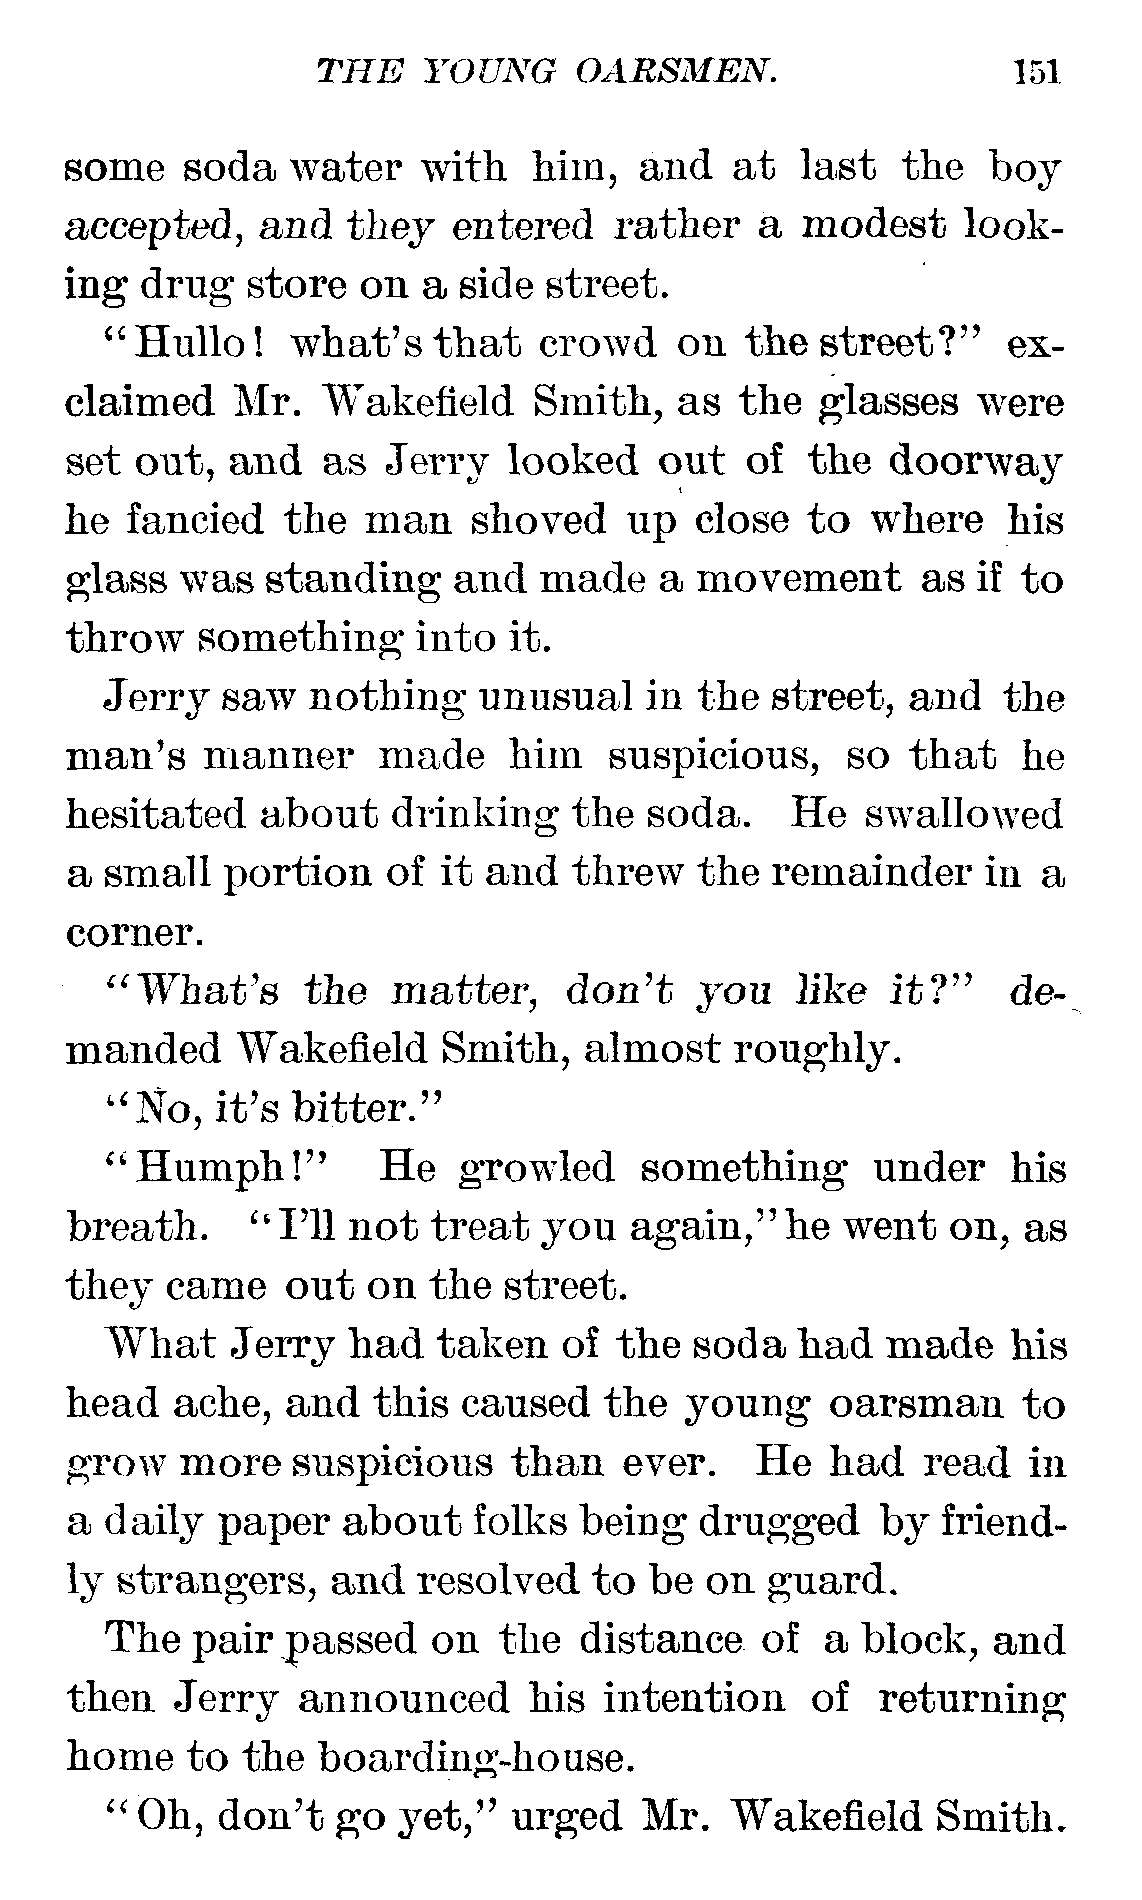 THE YOUNG OARSMEN. 151
some soda water with him, and at last the boy
accepted, and they entered rather a modest look-
ing drug store on a side street.
“Hullo! what’s that crowd on the street?” ex-
claimed Mr. Wakefield Smith, as the glasses were
set out, and as Jerry looked out of the doorway
he fancied the man shoved up close to where his
glass was standing and made a movement as if to
throw something into it.
Jerry saw nothing unusual in the street, and the
man’s manner made him suspicious, so that he
hesitated about drinking the soda. He swallowed
a small portion of it and threw the remainder in a
corner.
“What’s the matter, don’t you like it?” de-
manded Wakefield Smith, almost roughly.
“No, it’s bitter.”
“Humph!” He growled something under his
breath. “I’ll not treat you again,” he went on, as
they came out on the street.
What Jerry had taken of the soda had made his
head ache, and this caused the young oarsman to
grow more suspicious than ever. He had read in
a daily paper about folks being drugged by friend-
ly strangers, and resolved to be on guard.
The pair passed on the distance of a block, and
then Jerry announced his intention of returning
home to the boarding-house.
“Oh, don’t go yet,” urged Mr. Wakefield Smith.